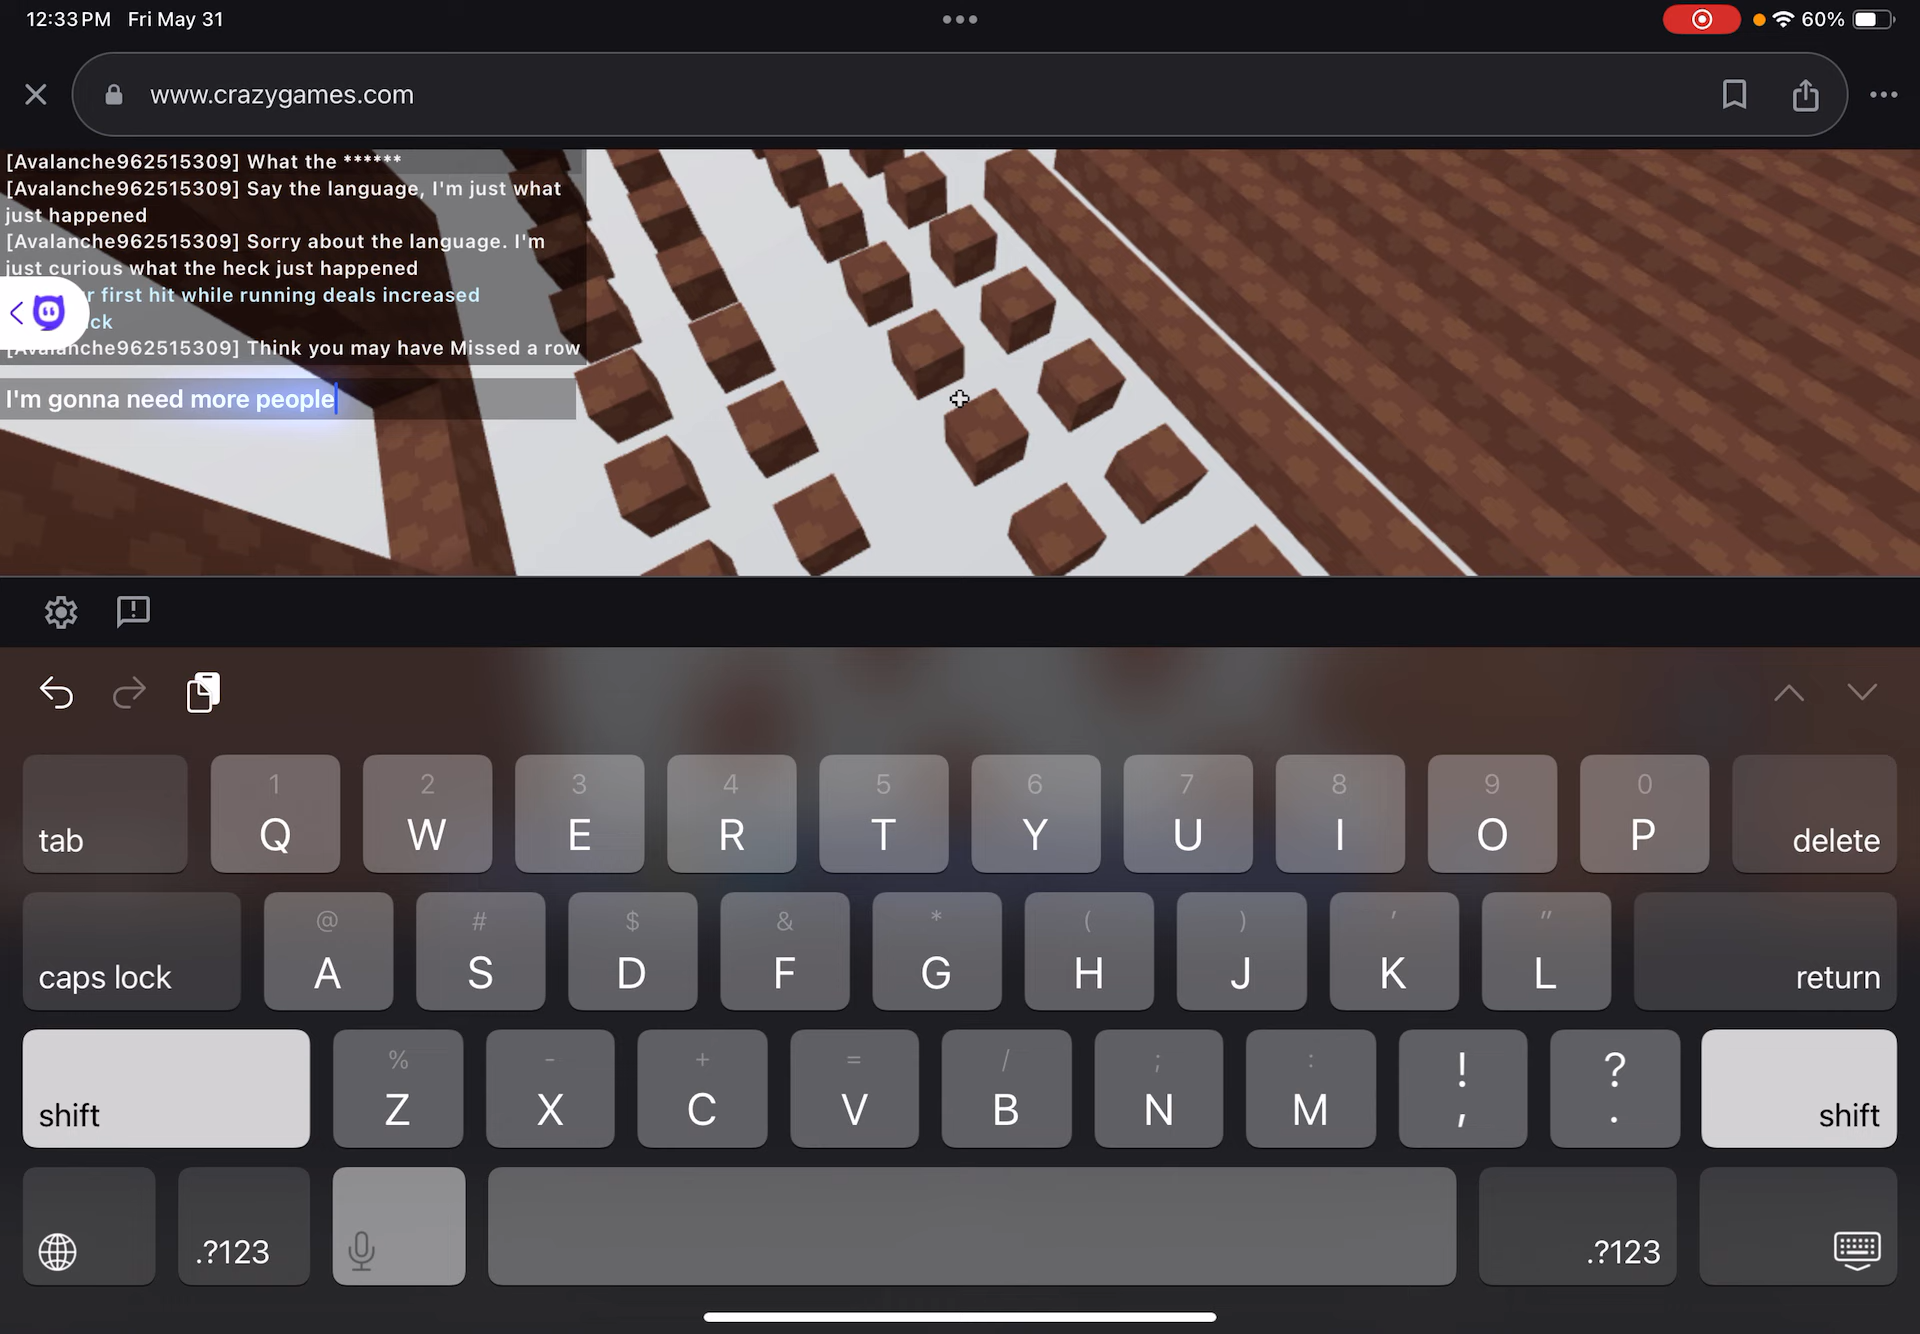 12:33 PM Fri May 31
60%
www.crazygames.com
[Avalanche962515309] What the ******
[Avalanche962515309] Say the language, I'm just what
just happened
[Avalanche962515309] Sorry about the language. I'm
just curious what the heck just happened
r first hit while running deals increased
ck
[Avalanche962515309] Think you may have Missed a row
I'm gonna need more people
tab
1 2 3 4 5 6 7 8 9 0
Q W E R T Y U I O P
delete
@ # $ & * ( ) ' "
caps lock
A S D F G H J K L
return
% - + = / ; : ! ?
shift
Z X C V B N M , .
shift
.?123
.?123